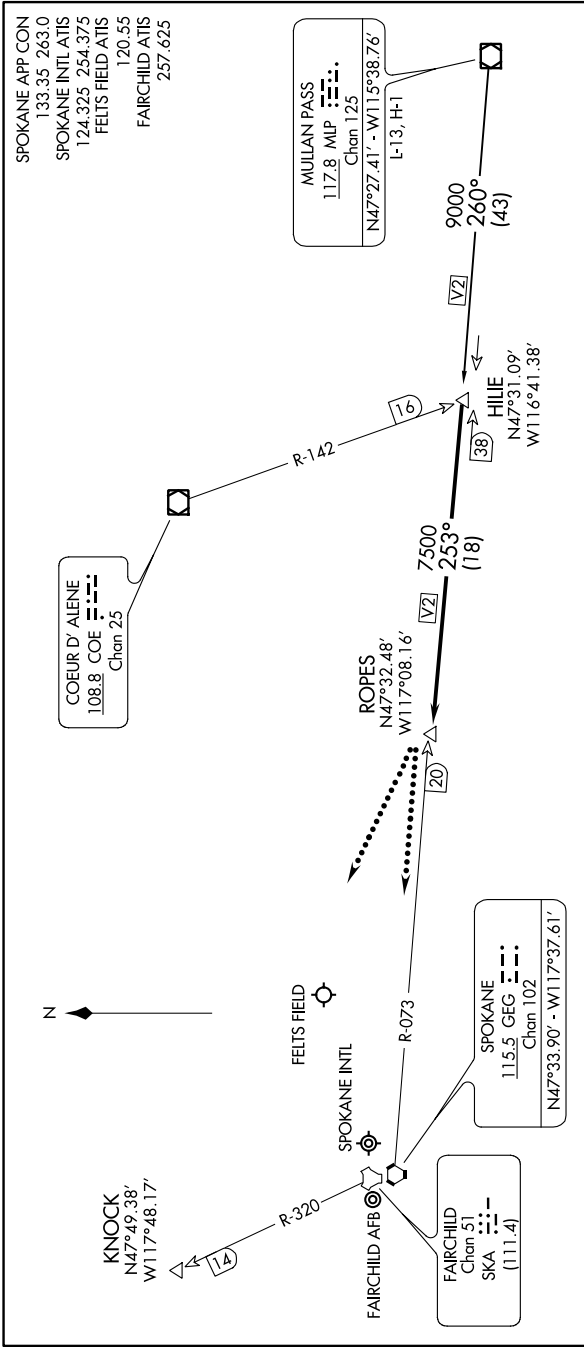 SPOKANE APP CON
133.35 263.0
SPOKANE INTL ATIS
124.325 254.375
FELTS FIELD ATIS
120.55
FAIRCHILD ATIS
257.625
MULLAN PASS
117.8 MLP
Chan 125
N47°27.41' - W115°38.76'
L-13, H-1
9000
260°
(43)
V2
HILIE
N47°31.09'
W116°41.38'
38
16
R-142
COEUR D' ALENE
108.8 COE
Chan 25
7500
253°
(18)
V2
ROPES
N47°32.48'
W117°08.16'
20
R-073
N
FELTS FIELD
SPOKANE INTL
SPOKANE
115.5 GEG
Chan 102
N47°33.90' - W117°37.61'
KNOCK
N47°49.38'
W117°48.17'
14
R-320
FAIRCHILD AFB
FAIRCHILD
Chan 51
SKA
(111.4)